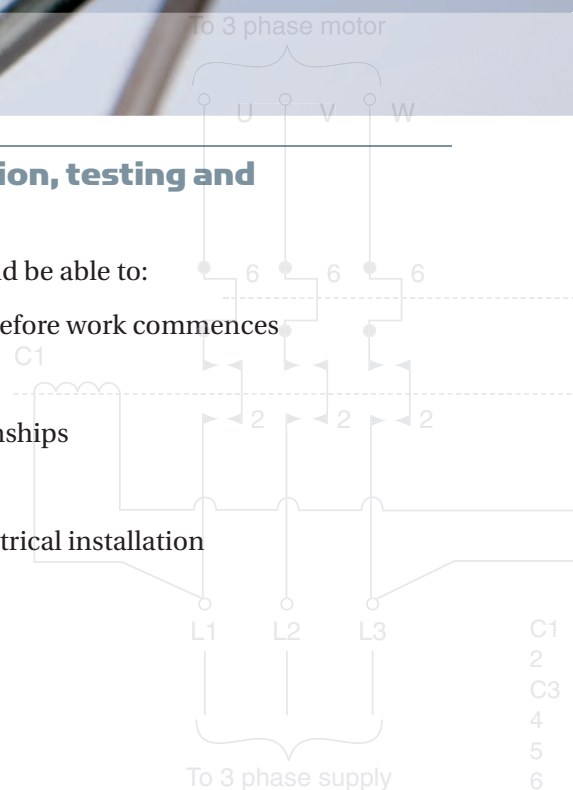 To 3 phase motor
U V W
ion, testing and
d be able to:
6 6 6
efore work commences
C1
2 2 2
nships
trical installation
L1 L2 L3
C1
2
C3
4
5
6
To 3 phase supply